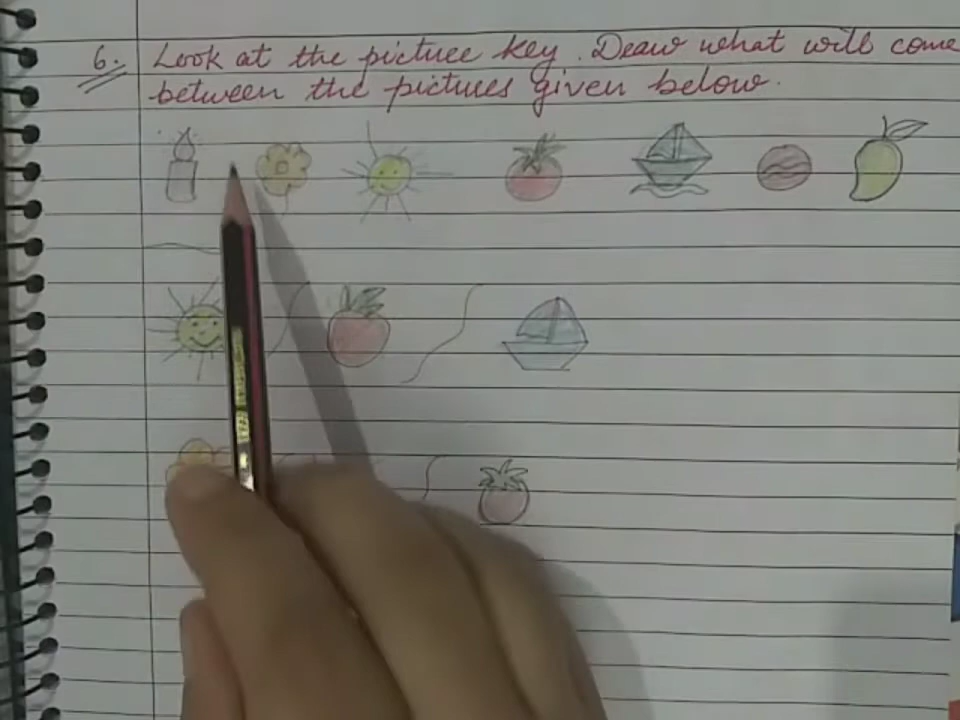 6. Look at the picture key. Draw what will come
between the pictures given below.